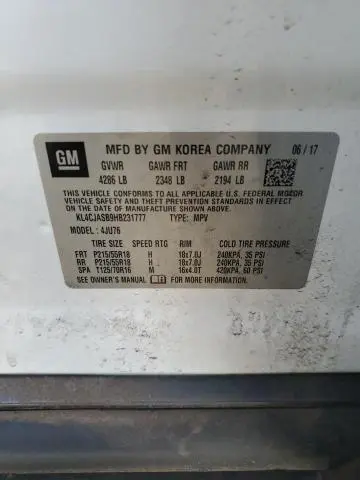 GM
MFD BY GM KOREA COMPANY 06/17
GVWR GAWR FRT GAWR RR
4286 LB 2348 LB 2194 LB
THIS VEHICLE CONFORMS TO ALL APPLICABLE U.S. FEDERAL MOTOR
VEHICLE SAFETY AND THEFT PREVENTION STANDARDS IN EFFECT
ON THE DATE OF MANUFACTURE SHOWN ABOVE.
KL4CJASB9HB231777 TYPE: MPV
MODEL: 4JU76
TIRE SIZE SPEED RTG RIM COLD TIRE PRESSURE
FRT P215/55R18 H 18x7.0J 240KPA, 35 PSI
RR P215/55R18 H 18x7.0J 240KPA, 35 PSI
SPA T125/70R16 M 16x4.0T 420KPA, 60 PSI
SEE OWNER'S MANUAL FOR MORE INFORMATION.